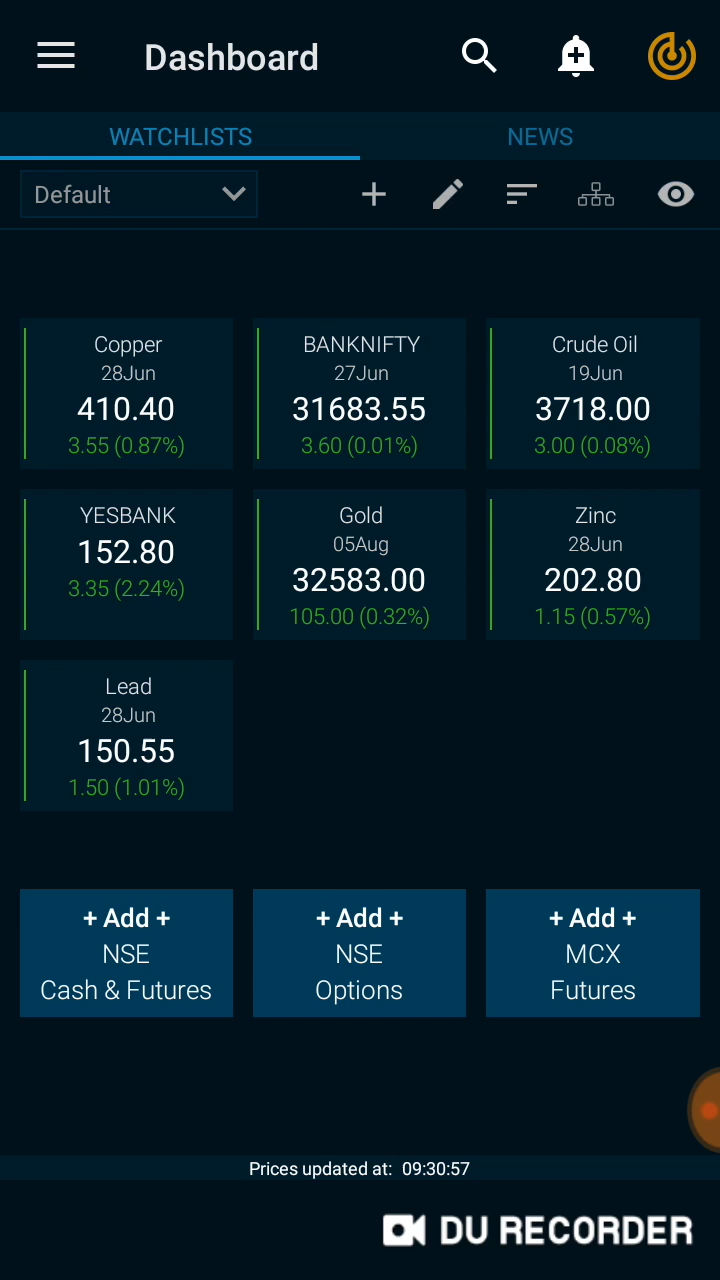 Dashboard
WATCHLISTS
NEWS
Default
Copper
28Jun
410.40
3.55 (0.87%)
BANKNIFTY
27Jun
31683.55
3.60 (0.01%)
Crude Oil
19Jun
3718.00
3.00 (0.08%)
YESBANK
152.80
3.35 (2.24%)
Gold
05Aug
32583.00
105.00 (0.32%)
Zinc
28Jun
202.80
1.15 (0.57%)
Lead
28Jun
150.55
1.50 (1.01%)
+ Add +
NSE
Cash & Futures
+ Add +
NSE
Options
+ Add +
MCX
Futures
Prices updated at: 09:30:57
DU RECORDER